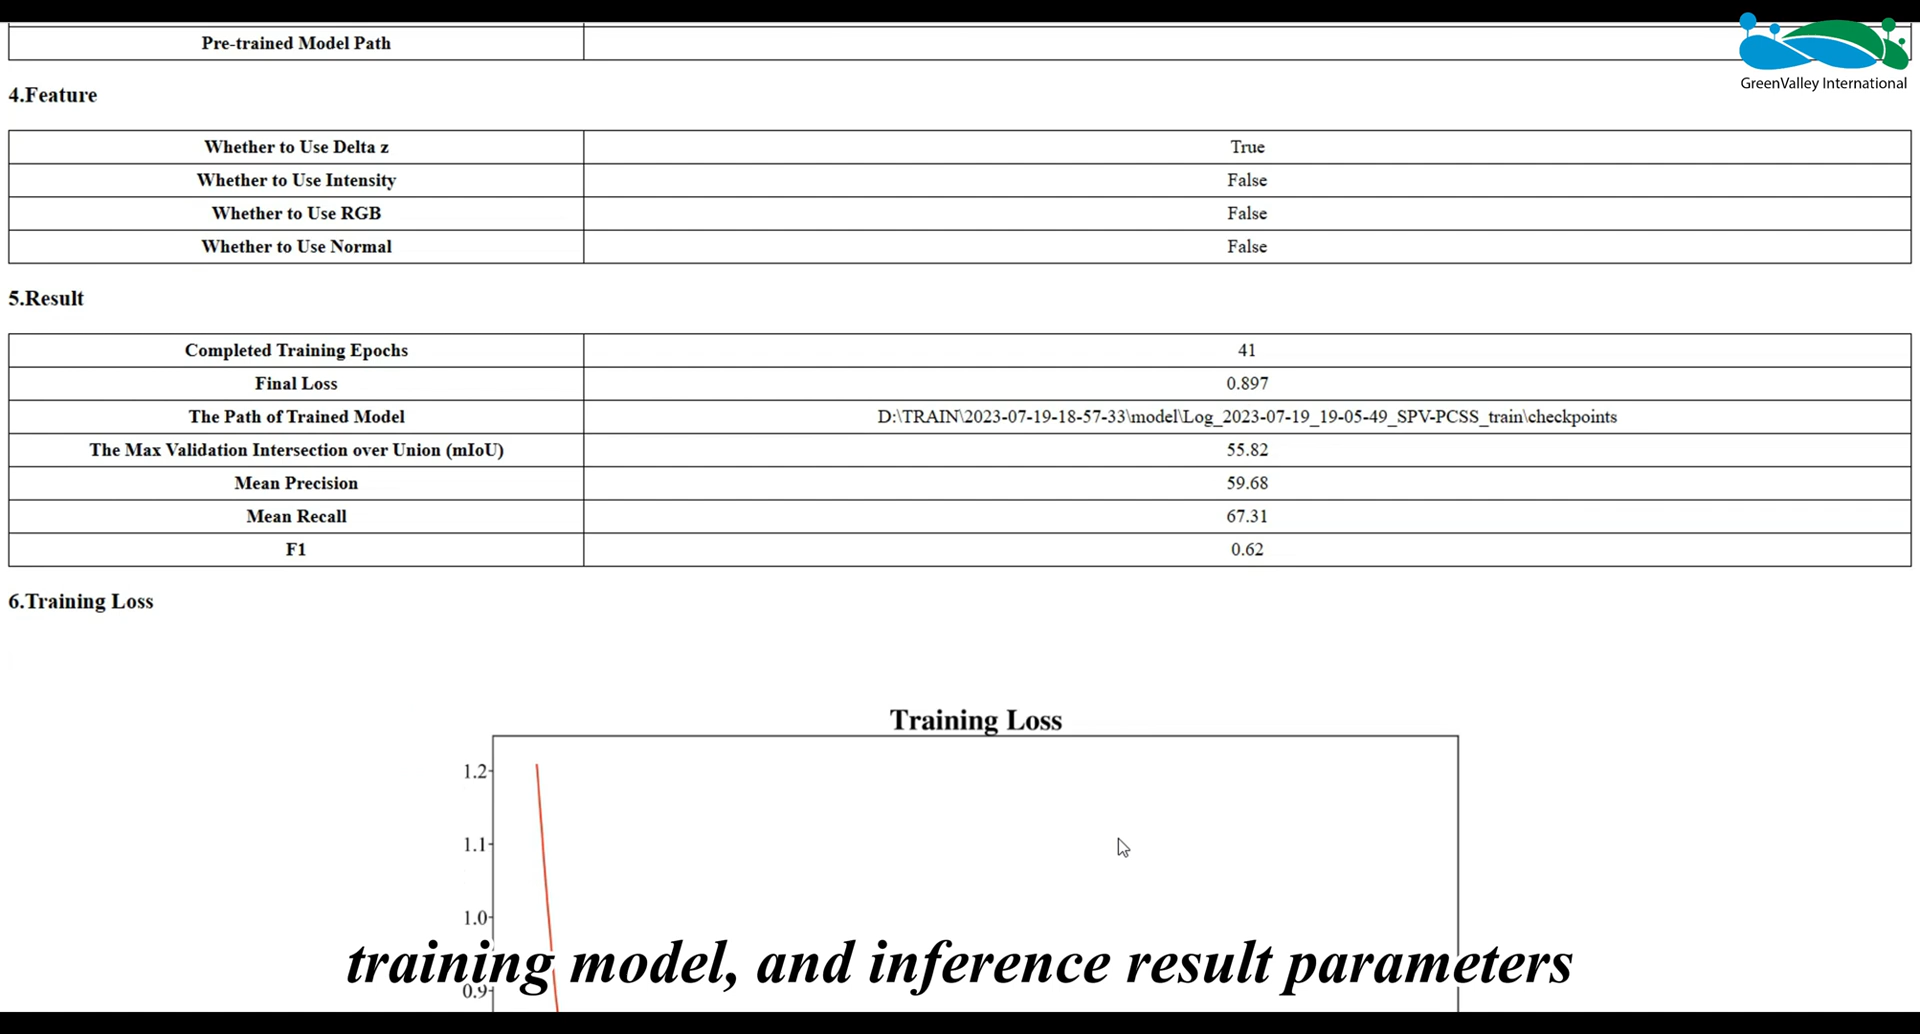 Pre-trained Model Path
GreenValley International
4.Feature
Whether to Use Delta z True
Whether to Use Intensity False
Whether to Use RGB False
Whether to Use Normal False
5.Result
Completed Training Epochs 41
Final Loss 0.897
The Path of Trained Model D:\TRAIN\2023-07-19-18-57-33\model\Log_2023-07-19_19-05-49_SPV-PCSS_train\checkpoints
The Max Validation Intersection over Union (mIoU) 55.82
Mean Precision 59.68
Mean Recall 67.31
F1 0.62
6.Training Loss
Training Loss
1.2
1.1
1.0
training model, and inference result parameters
0.9